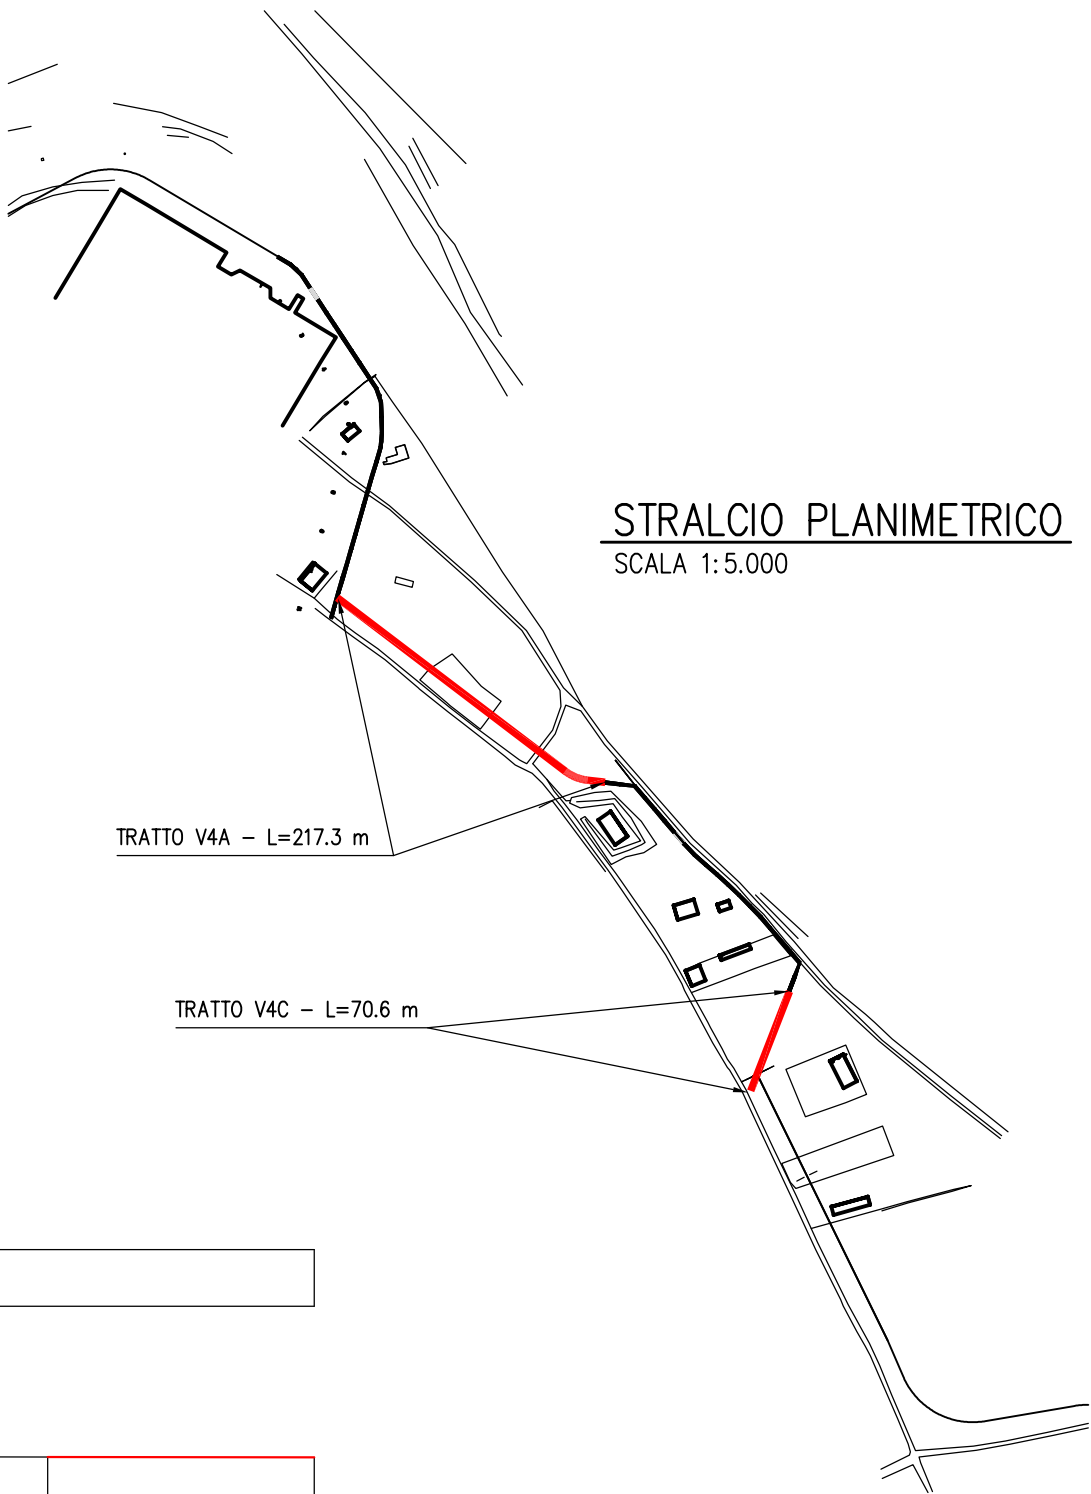 STRALCIO PLANIMETRICO
SCALA 1:5.000
TRATTO V4A – L=217.3 m
TRATTO V4C – L=70.6 m